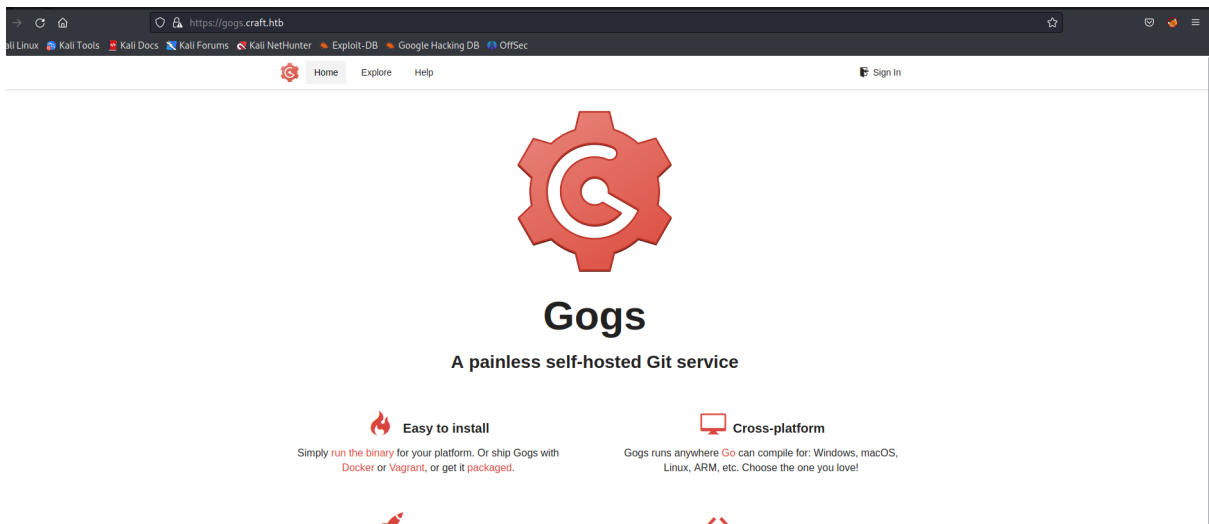 https://gogs.craft.htb
ali Linux Kali Tools Kali Docs Kali Forums Kali NetHunter Exploit-DB Google Hacking DB OffSec
Home Explore Help Sign In
Gogs
A painless self-hosted Git service
Easy to install Cross-platform
Simply run the binary for your platform. Or ship Gogs with Gogs runs anywhere Go can compile for: Windows, macOS,
Docker or Vagrant, or get it packaged. Linux, ARM, etc. Choose the one you love!